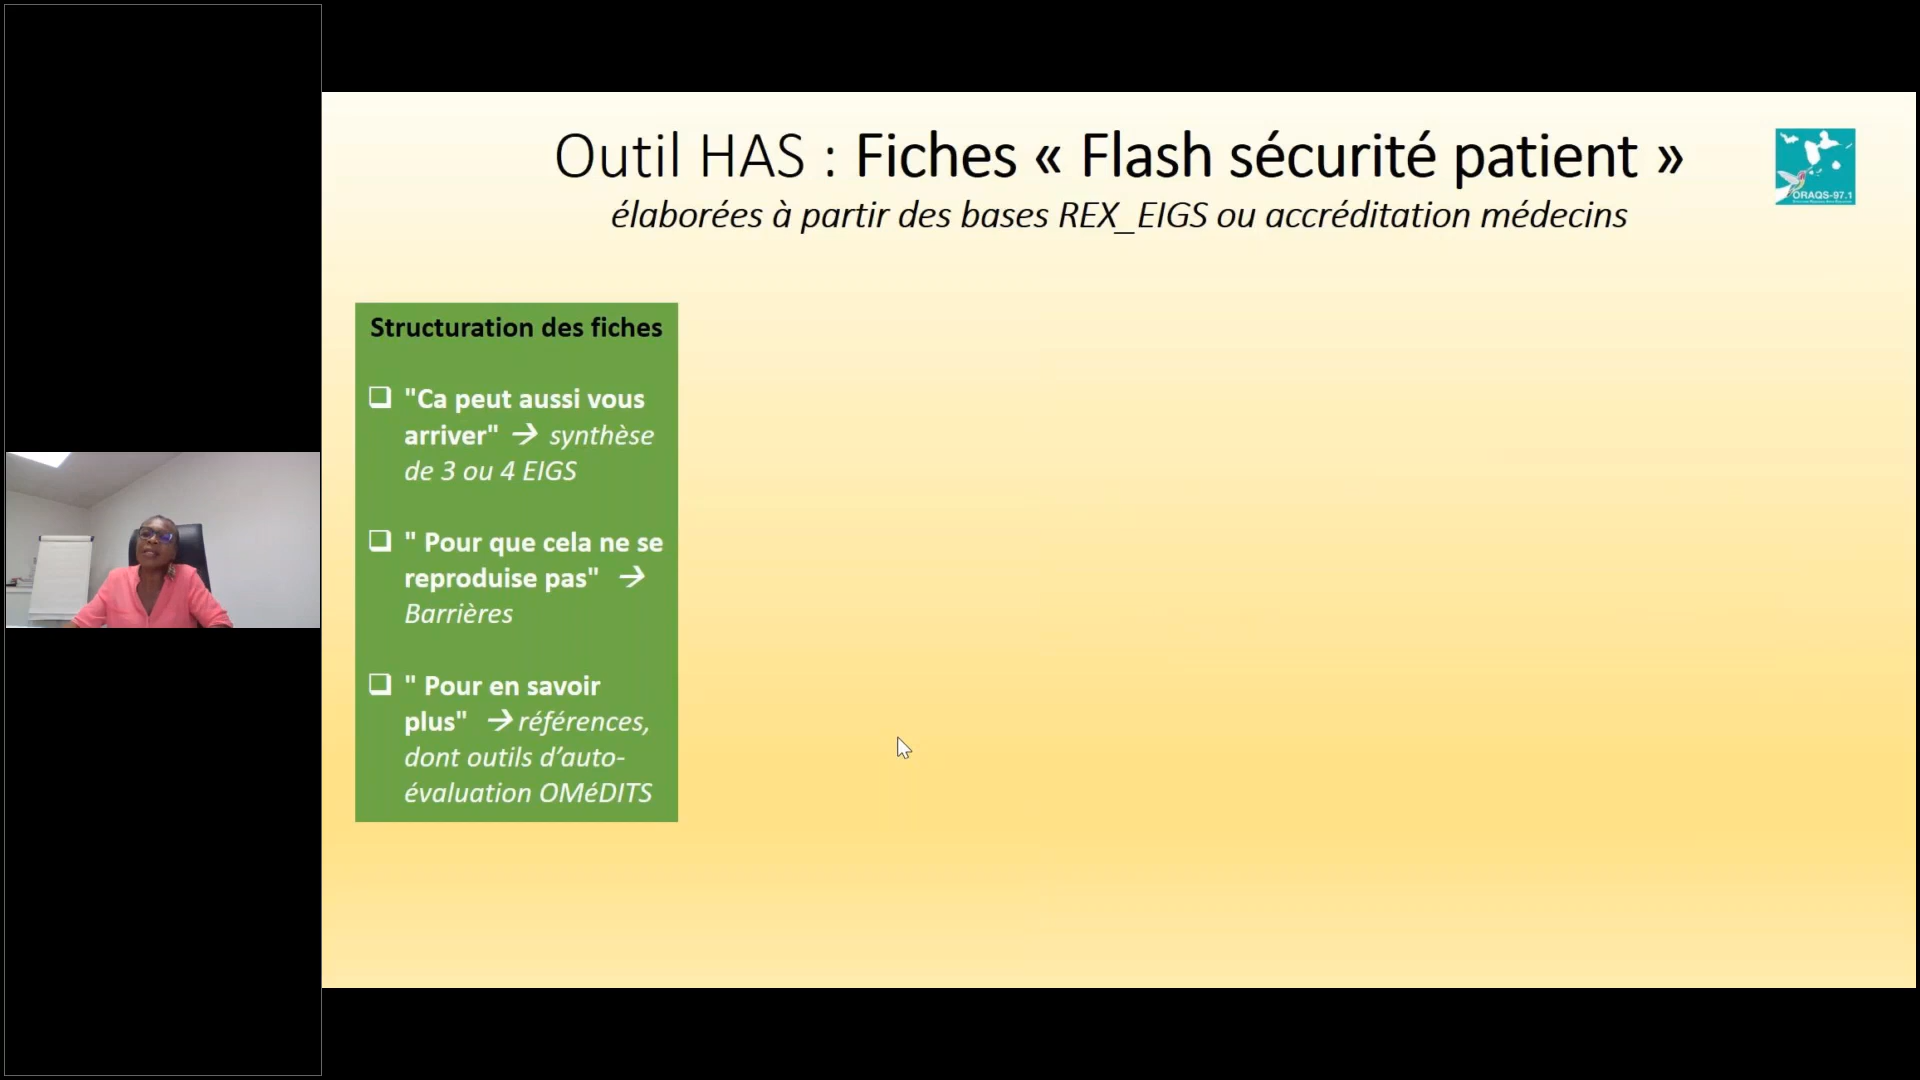 Outil HAS : Fiches « Flash sécurité patient »
élaborées à partir des bases REX_EIGS ou accréditation médecins
ORAQS-97.1
Structuration des fiches
❑ "Ca peut aussi vous
arriver" → synthèse
de 3 ou 4 EIGS
❑ " Pour que cela ne se
reproduise pas" →
Barrières
❑ " Pour en savoir
plus" → références,
dont outils d’auto-
évaluation OMéDITS